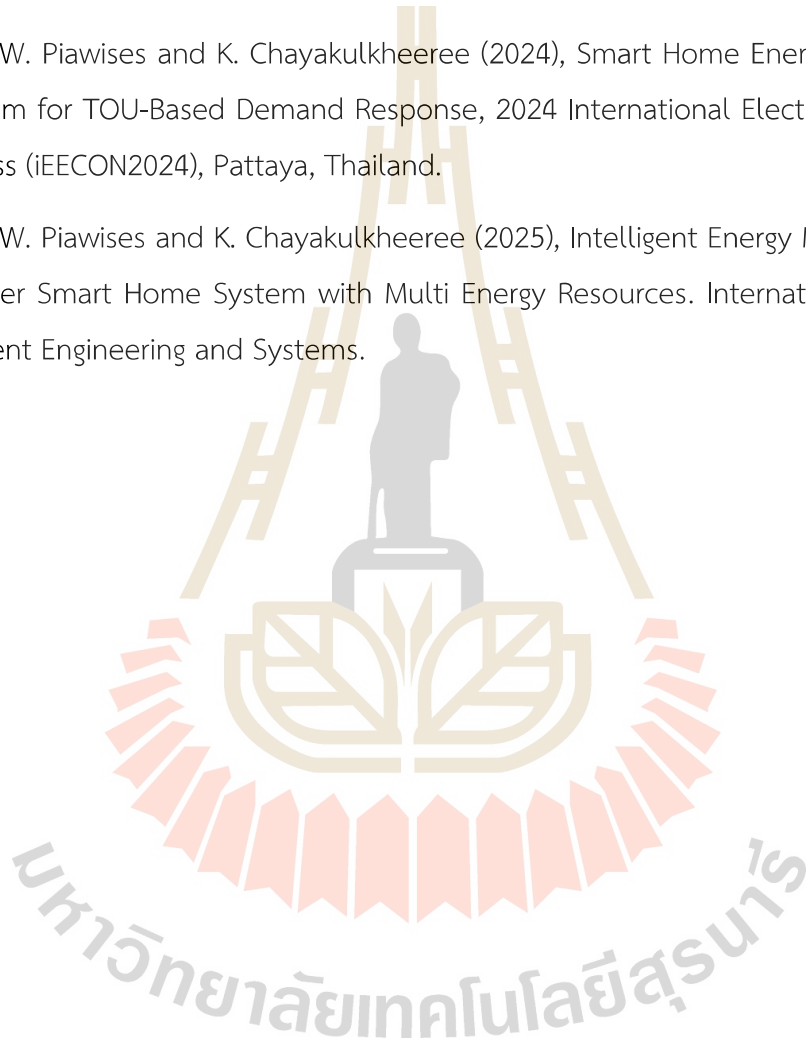 W. Piawises and K. Chayakulkheeree (2024), Smart Home Ener
m for TOU-Based Demand Response, 2024 International Elect
ss (iEECON2024), Pattaya, Thailand.
W. Piawises and K. Chayakulkheeree (2025), Intelligent Energy
er Smart Home System with Multi Energy Resources. Internat
ent Engineering and Systems.
มหาวิทยาลัยเทคโนโลยีสุรนารี